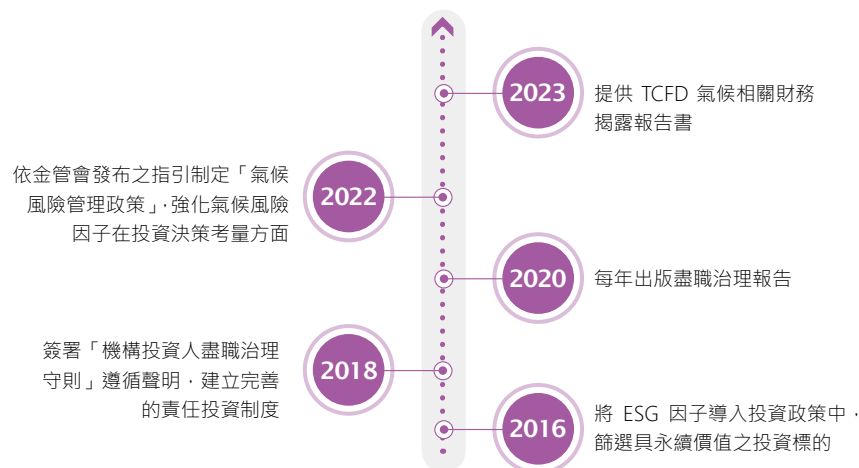 2023
提供 TCFD 氣候相關財務
揭露報告書
2022
依金管會發布之指引制定「氣候
風險管理政策」，強化氣候風險
因子在投資決策考量方面
2020
每年出版盡職治理報告
2018
簽署「機構投資人盡職治理
守則」遵循聲明，建立完善
的責任投資制度
2016
將 ESG 因子導入投資政策中，
篩選具永續價值之投資標的